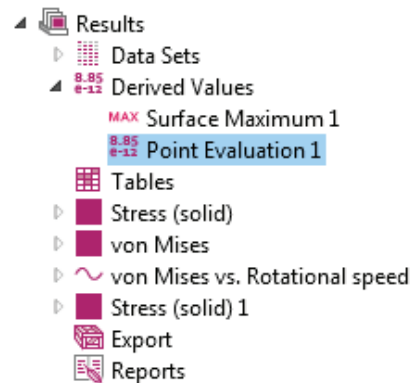 Results
Data Sets
8.85
e-12 Derived Values
MAX Surface Maximum 1
8.85
e-12 Point Evaluation 1
Tables
Stress (solid)
von Mises
von Mises vs. Rotational speed
Stress (solid) 1
Export
Reports